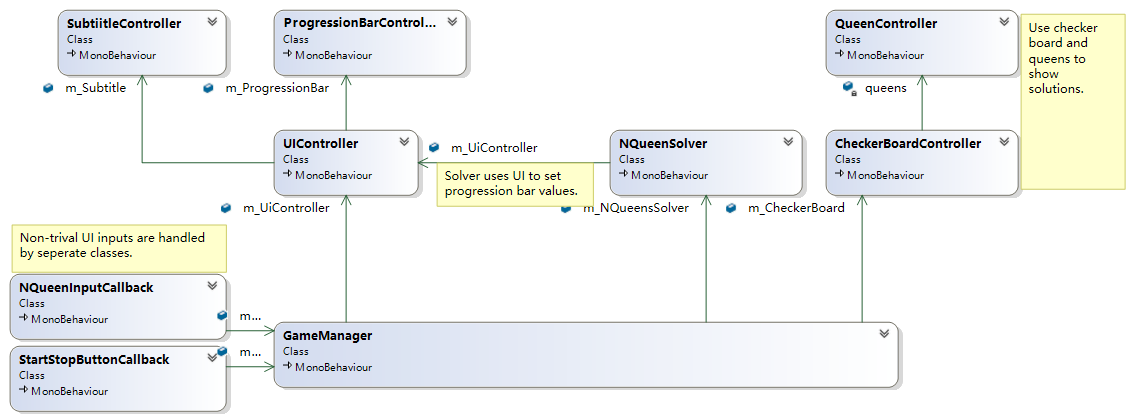 SubtiitleController
Class
MonoBehaviour
ProgressionBarControl...
Class
MonoBehaviour
QueenController
Class
MonoBehaviour
Use checker
board and
queens to
show
solutions.
m_Subtitle
m_ProgressionBar
queens
UIController
Class
MonoBehaviour
m_UiController
NQueenSolver
Class
MonoBehaviour
CheckerBoardController
Class
MonoBehaviour
Solver uses UI to set
progression bar values.
m_UiController
m_NQueensSolver
m_CheckerBoard
Non-trival UI inputs are handled
by seperate classes.
NQueenInputCallback
Class
MonoBehaviour
m...
StartStopButtonCallback
Class
MonoBehaviour
m...
GameManager
Class
MonoBehaviour